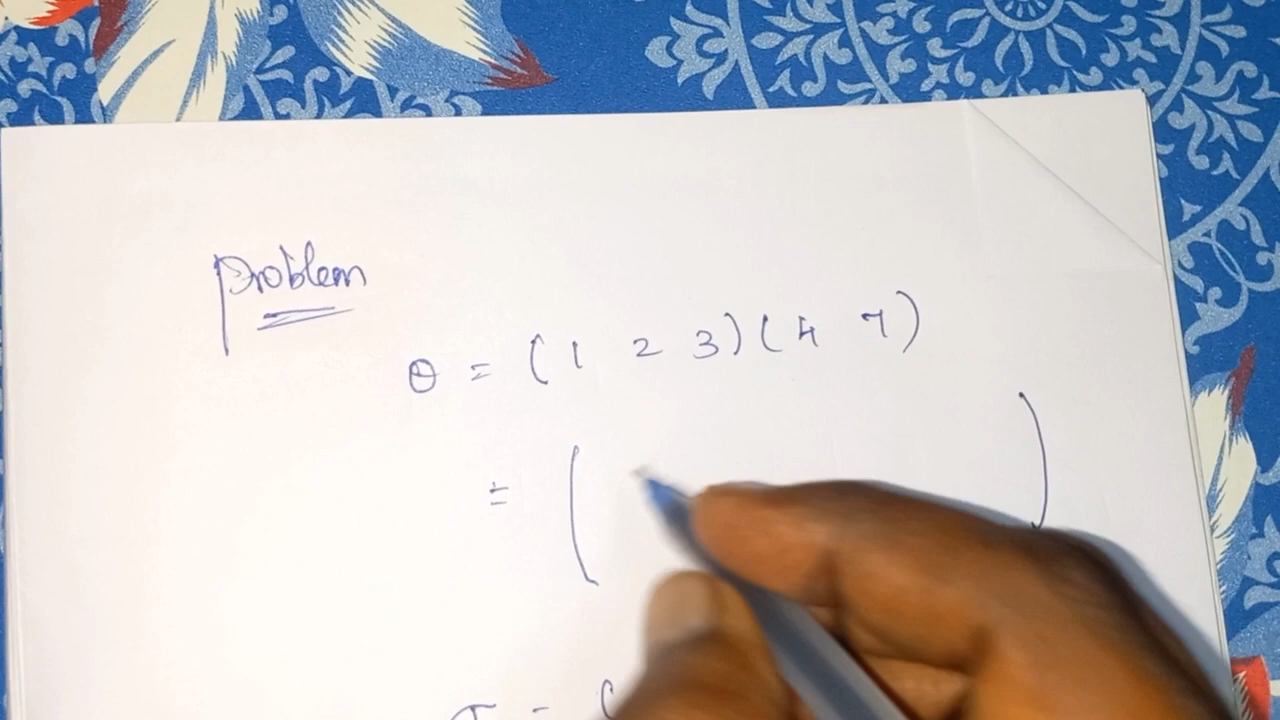 Problem
θ = (1 2 3)(4 7)
= ( )
= (